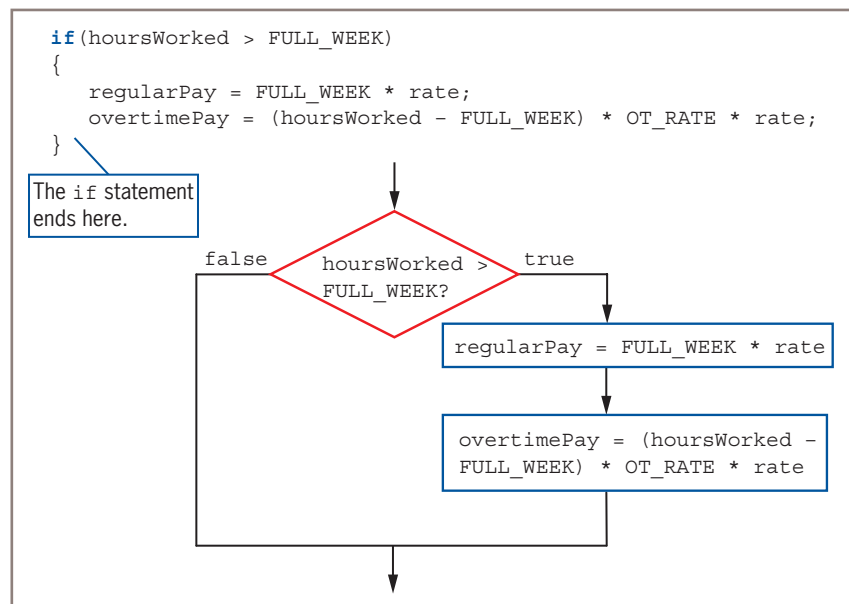 if(hoursWorked > FULL_WEEK)
{
regularPay = FULL_WEEK * rate;
overtimePay = (hoursWorked – FULL_WEEK) * OT_RATE * rate;
}
The if statement
ends here.
false
hoursWorked >
FULL_WEEK?
true
regularPay = FULL_WEEK * rate
overtimePay = (hoursWorked –
FULL_WEEK) * OT_RATE * rate